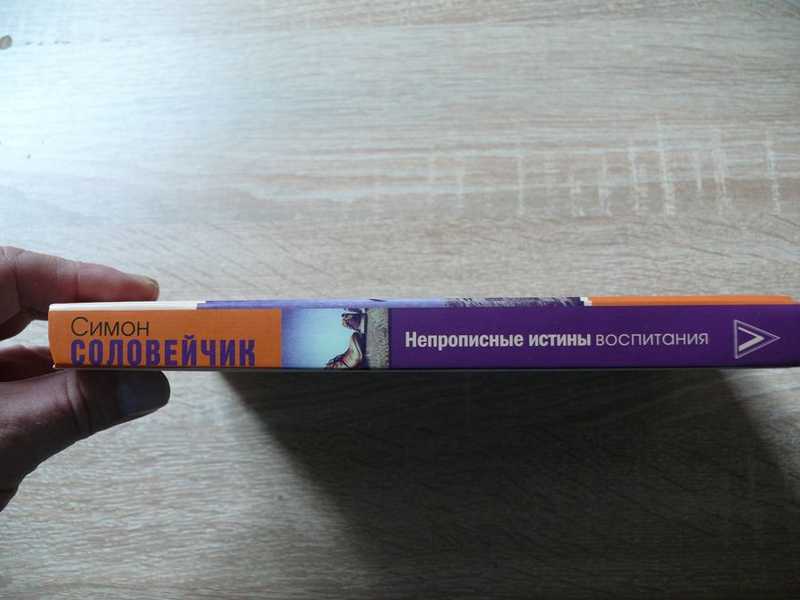 Симон
СОЛОВЕЙЧИК
Непрописные истины воспитания